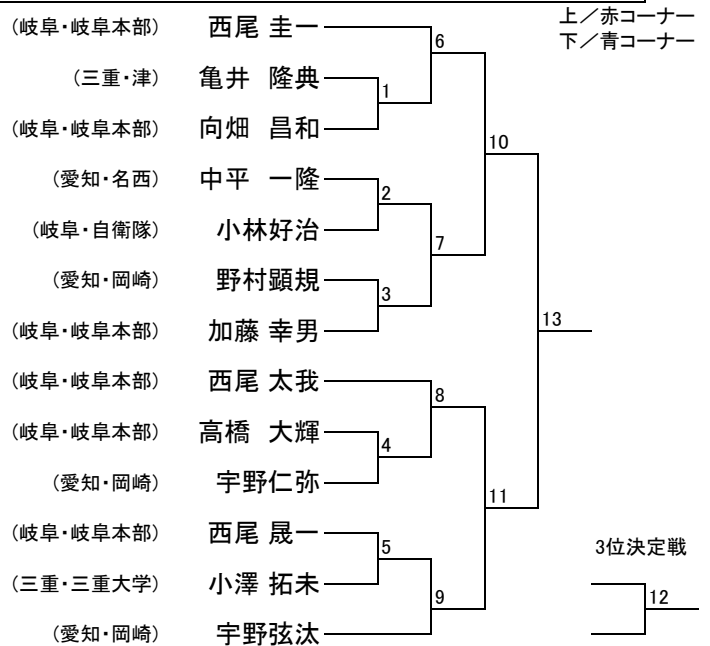 上／赤コーナー
下／青コーナー
(岐阜・岐阜本部) 西尾 圭一
6
(三重・津) 亀井 隆典
1
(岐阜・岐阜本部) 向畑 昌和
10
(愛知・名西) 中平 一隆
2
(岐阜・自衛隊) 小林好治
7
(愛知・岡崎) 野村顕規
3
13
(岐阜・岐阜本部) 加藤 幸男
(岐阜・岐阜本部) 西尾 太我
8
(岐阜・岐阜本部) 高橋 大輝
4
(愛知・岡崎) 宇野仁弥
11
(岐阜・岐阜本部) 西尾 晟一
5
3位決定戦
(三重・三重大学) 小澤 拓未
9
12
(愛知・岡崎) 宇野弦汰